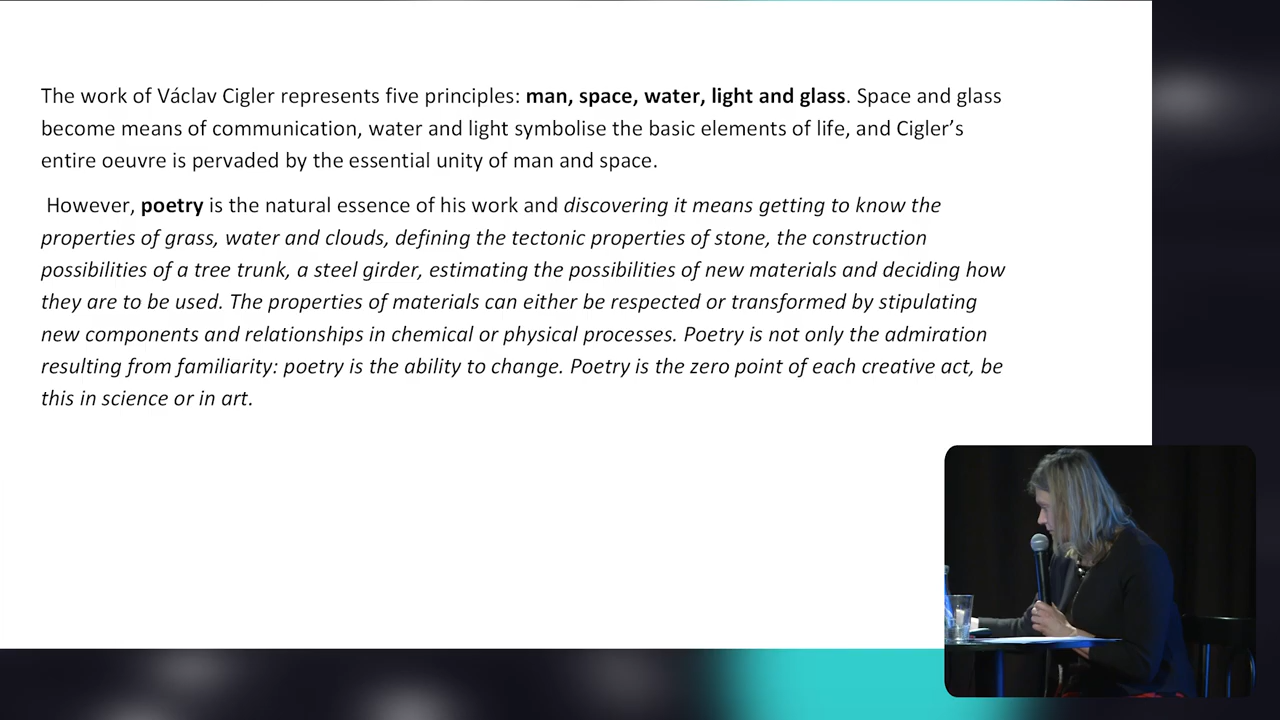 The work of Václav Cigler represents five principles: man, space, water, light and glass. Space and glass
become means of communication, water and light symbolise the basic elements of life, and Cigler’s
entire oeuvre is pervaded by the essential unity of man and space.
However, poetry is the natural essence of his work and discovering it means getting to know the
properties of grass, water and clouds, defining the tectonic properties of stone, the construction
possibilities of a tree trunk, a steel girder, estimating the possibilities of new materials and deciding how
they are to be used. The properties of materials can either be respected or transformed by stipulating
new components and relationships in chemical or physical processes. Poetry is not only the admiration
resulting from familiarity: poetry is the ability to change. Poetry is the zero point of each creative act, be
this in science or in art.